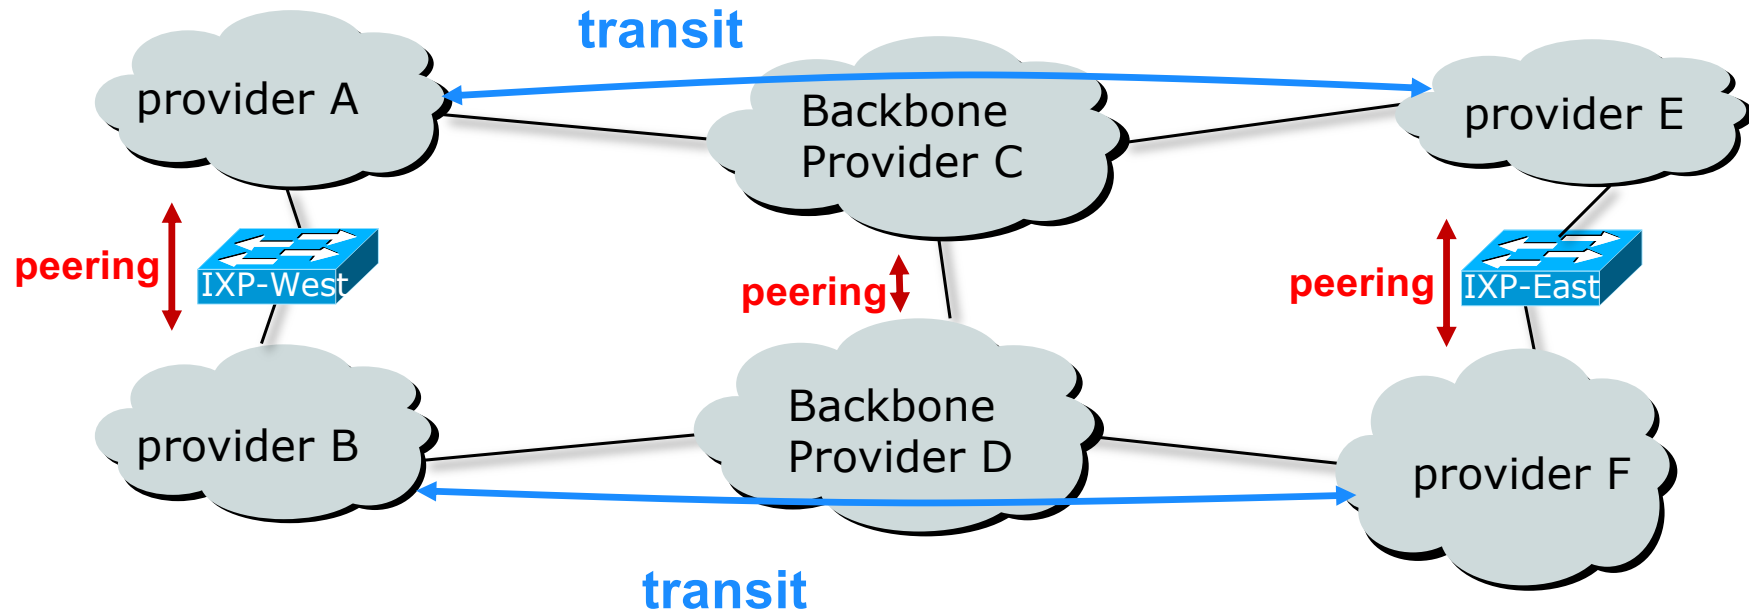 transit
provider A
Backbone
Provider C
provider E
peering
IXP-West
peering
peering
IXP-East
provider B
Backbone
Provider D
provider F
transit